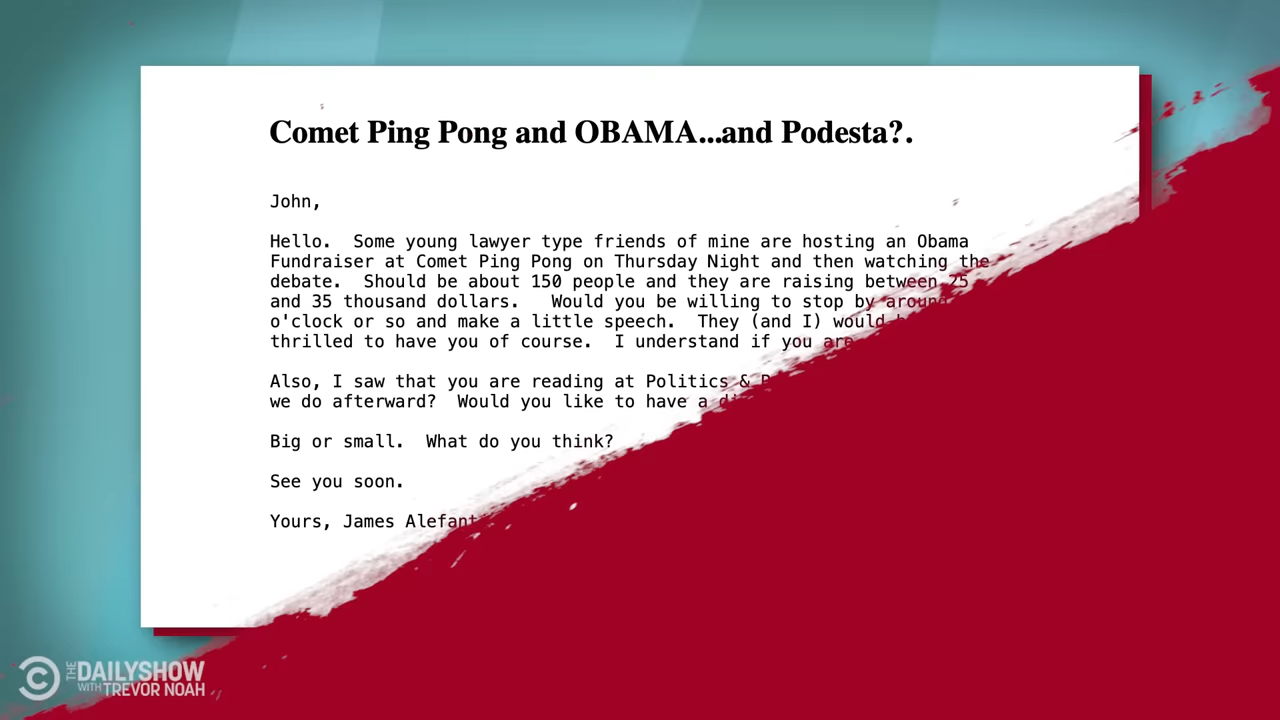 Comet Ping Pong and OBAMA...and Podesta?.
John,
Hello. Some young lawyer type friends of mine are hosting an Obama
Fundraiser at Comet Ping Pong on Thursday Night and then watching the
debate. Should be about 150 people and they are raising between 25
and 35 thousand dollars. Would you be willing to stop by around
o'clock or so and make a little speech. They (and I) would
thrilled to have you of course. I understand if you are
Also, I saw that you are reading at Politics &
we do afterward? Would you like to have a
Big or small. What do you think?
See you soon.
Yours, James Alefant
THE DAILYSHOW
WITH TREVOR NOAH